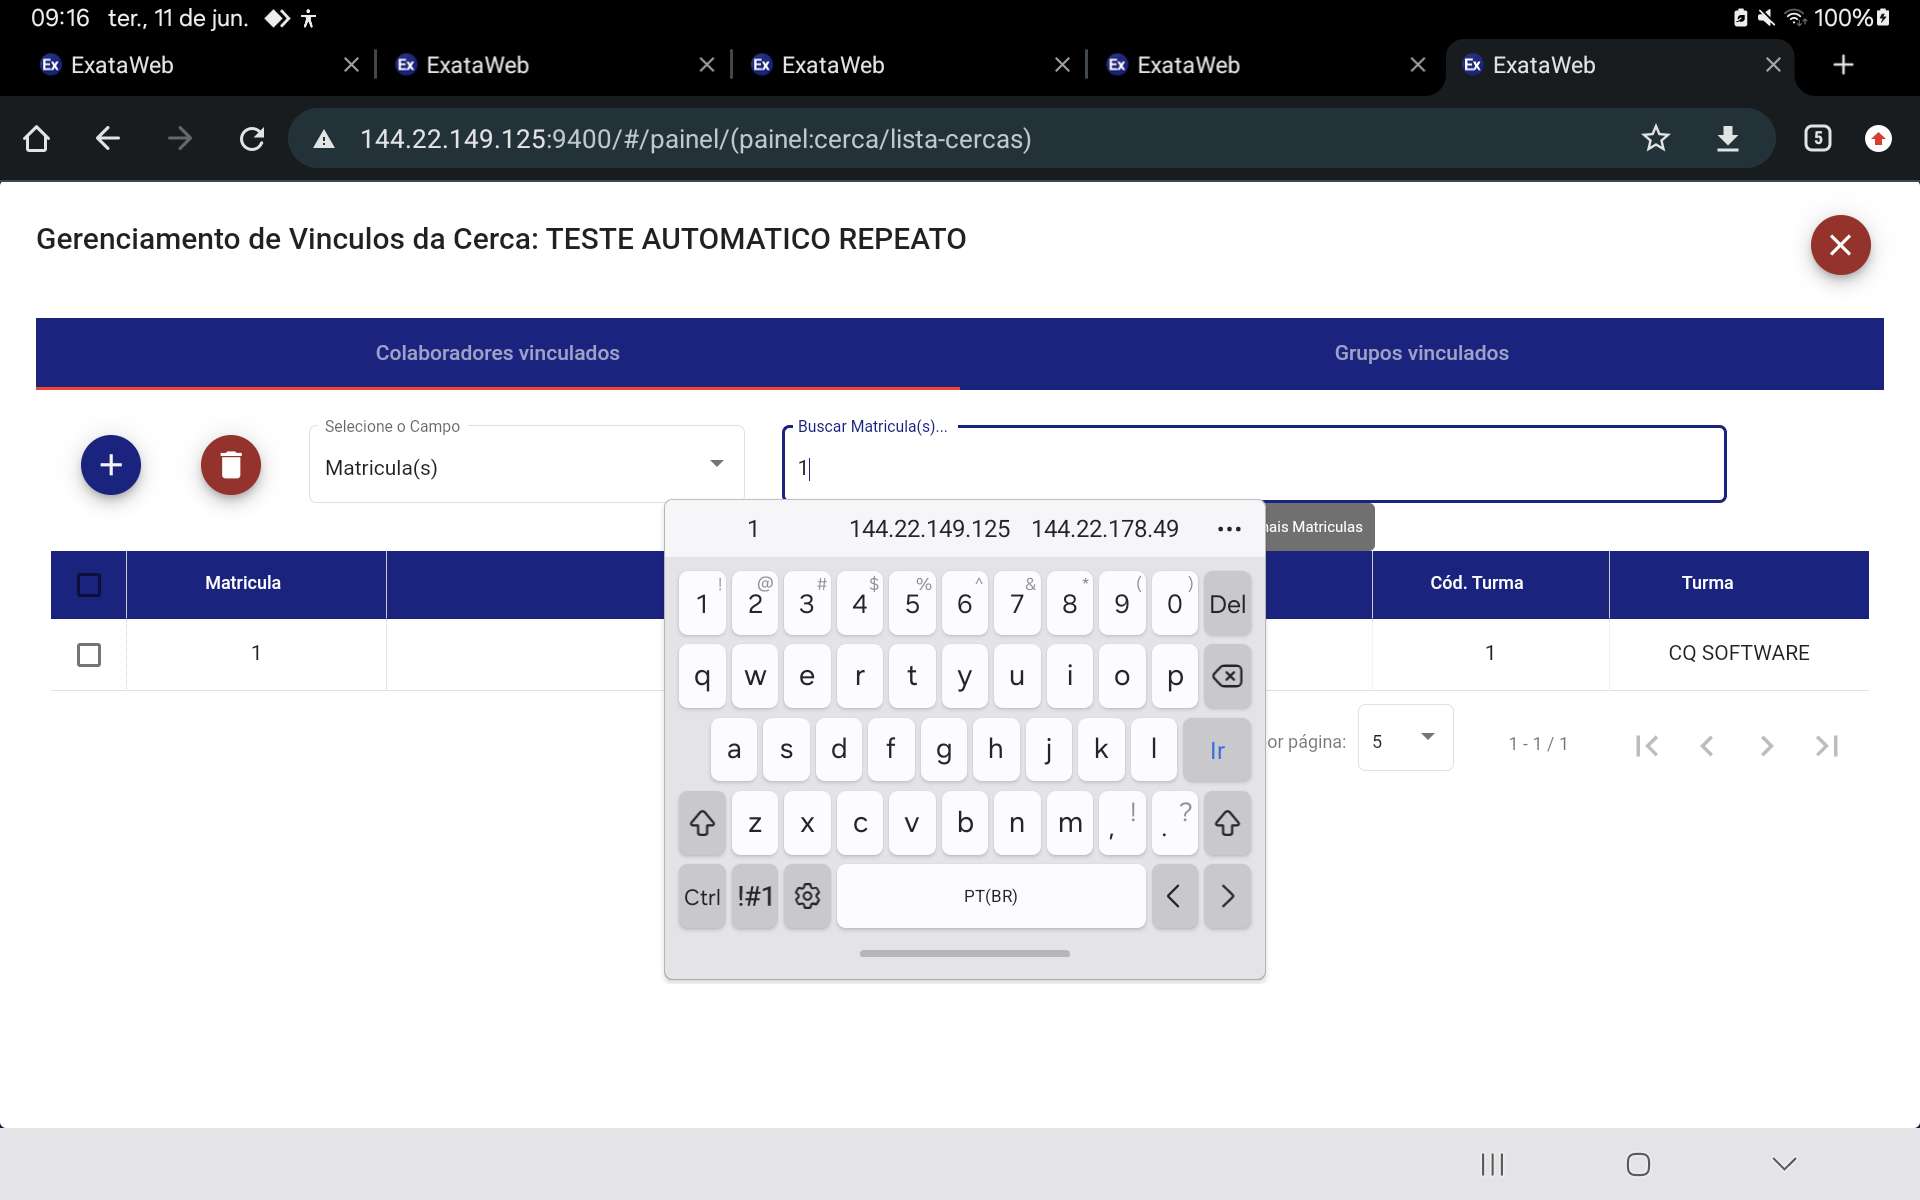 09:16 ter., 11 de jun. 100%
Ex ExataWeb Ex ExataWeb Ex ExataWeb Ex ExataWeb Ex ExataWeb
144.22.149.125:9400/#/painel/(painel:cerca/lista-cercas) 5
Gerenciamento de Vinculos da Cerca: TESTE AUTOMATICO REPEATO
Colaboradores vinculados Grupos vinculados
Selecione o Campo Buscar Matricula(s)...
Matricula(s) 1
1 144.22.149.125 144.22.178.49 ... Matriculas
Matricula Cód. Turma Turma
1 1 CQ SOFTWARE
! @ # $ % ^ & * ( )
1 2 3 4 5 6 7 8 9 0 Del
q w e r t y u i o p
a s d f g h j k l Ir
página: 5 1 - 1 / 1
z x c v b n m , ! . ?
Ctrl !#1 PT(BR)